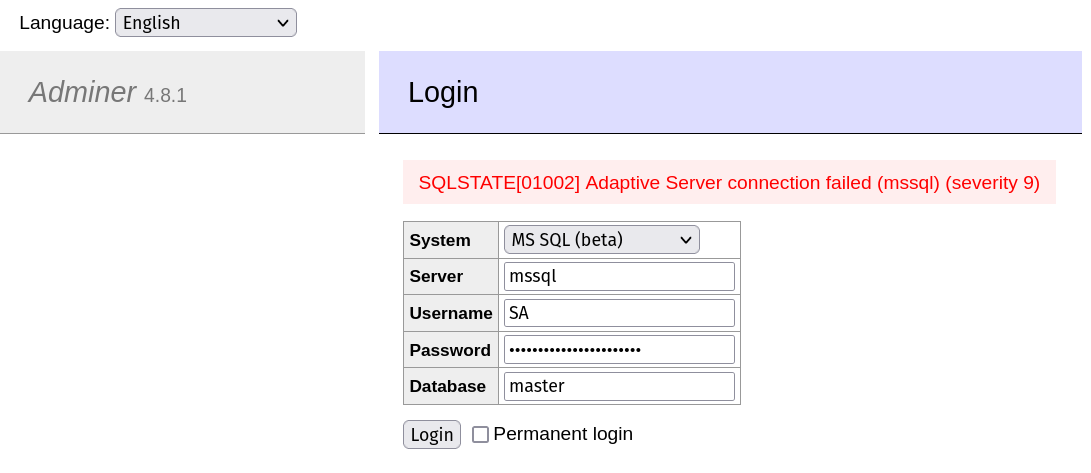 Language: English
Adminer 4.8.1
Login
SQLSTATE[01002] Adaptive Server connection failed (mssql) (severity 9)
System MS SQL (beta)
Server mssql
Username SA
Password •••••••••••••••••••••••
Database master
Login Permanent login